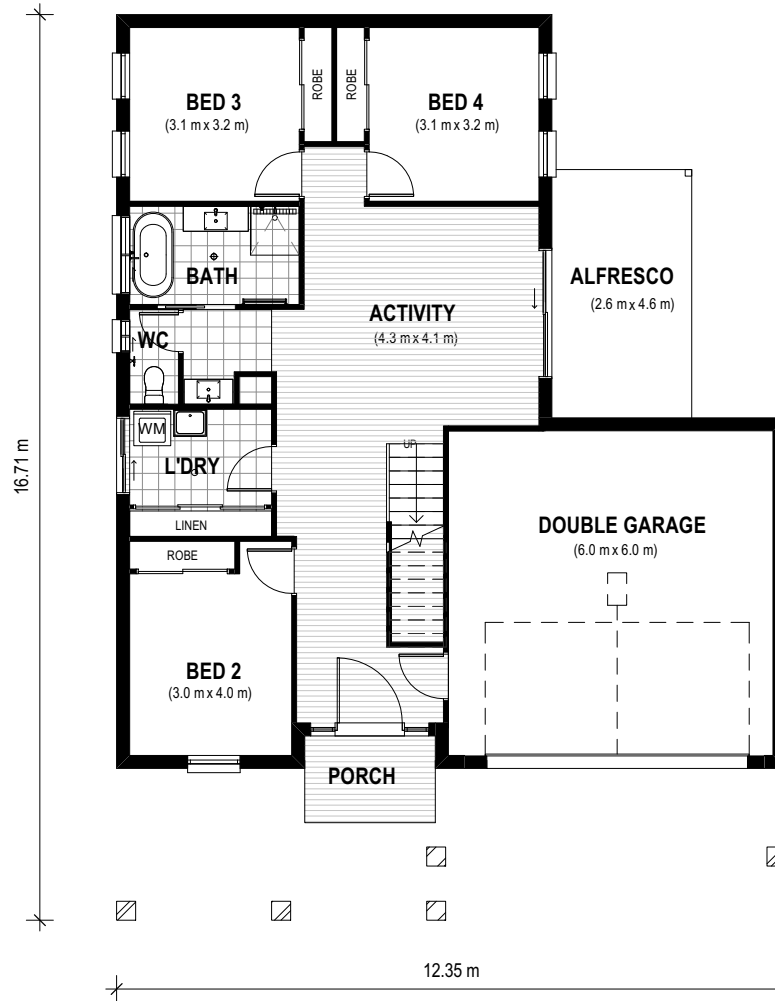 BED 3
(3.1 m x 3.2 m)
ROBE
ROBE
BED 4
(3.1 m x 3.2 m)
BATH
ALFRESCO
(2.6 m x 4.6 m)
ACTIVITY
(4.3 m x 4.1 m)
WC
WM
L'DRY
UP
16.71 m
LINEN
DOUBLE GARAGE
(6.0 m x 6.0 m)
ROBE
BED 2
(3.0 m x 4.0 m)
PORCH
12.35 m